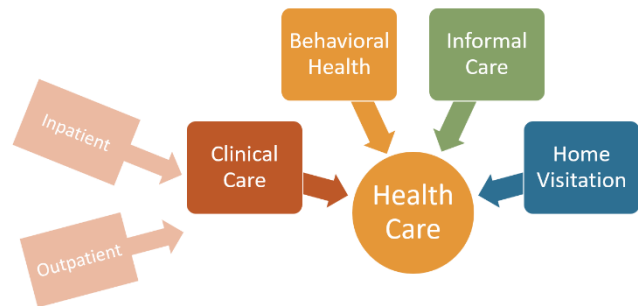 Behavioral
Health
Informal
Care
Inpatient
Clinical
Care
Home
Visitation
Health
Care
Outpatient